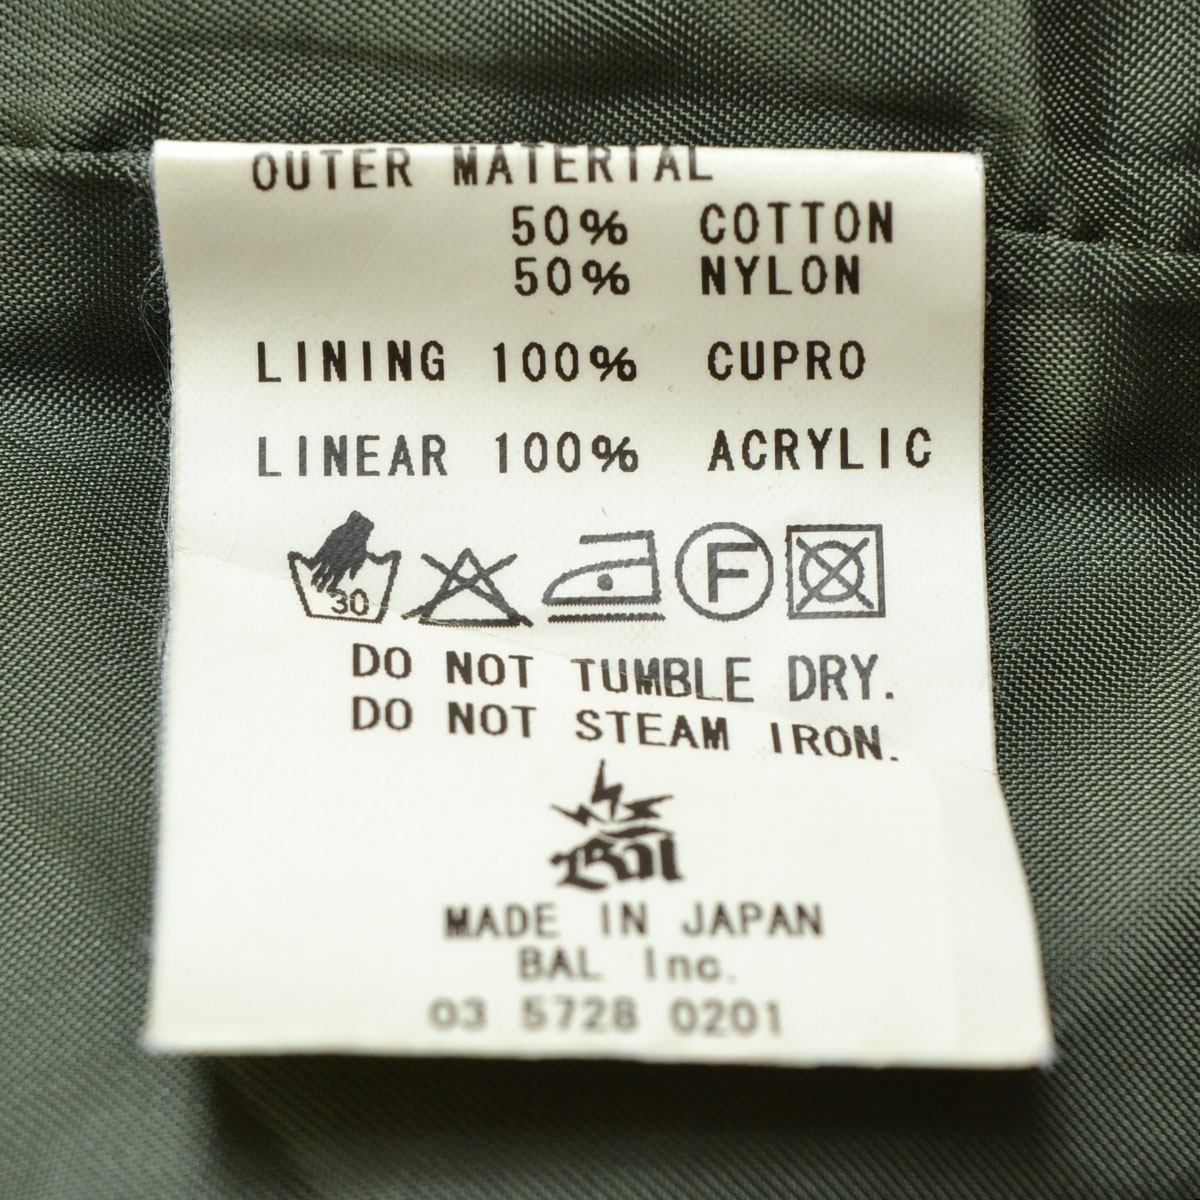 OUTER MATERIAL
50% COTTON
50% NYLON
LINING 100% CUPRO
LINEAR 100% ACRYLIC
30 F
DO NOT TUMBLE DRY.
DO NOT STEAM IRON.
Bal
MADE IN JAPAN
BAL Inc.
03 5728 0201